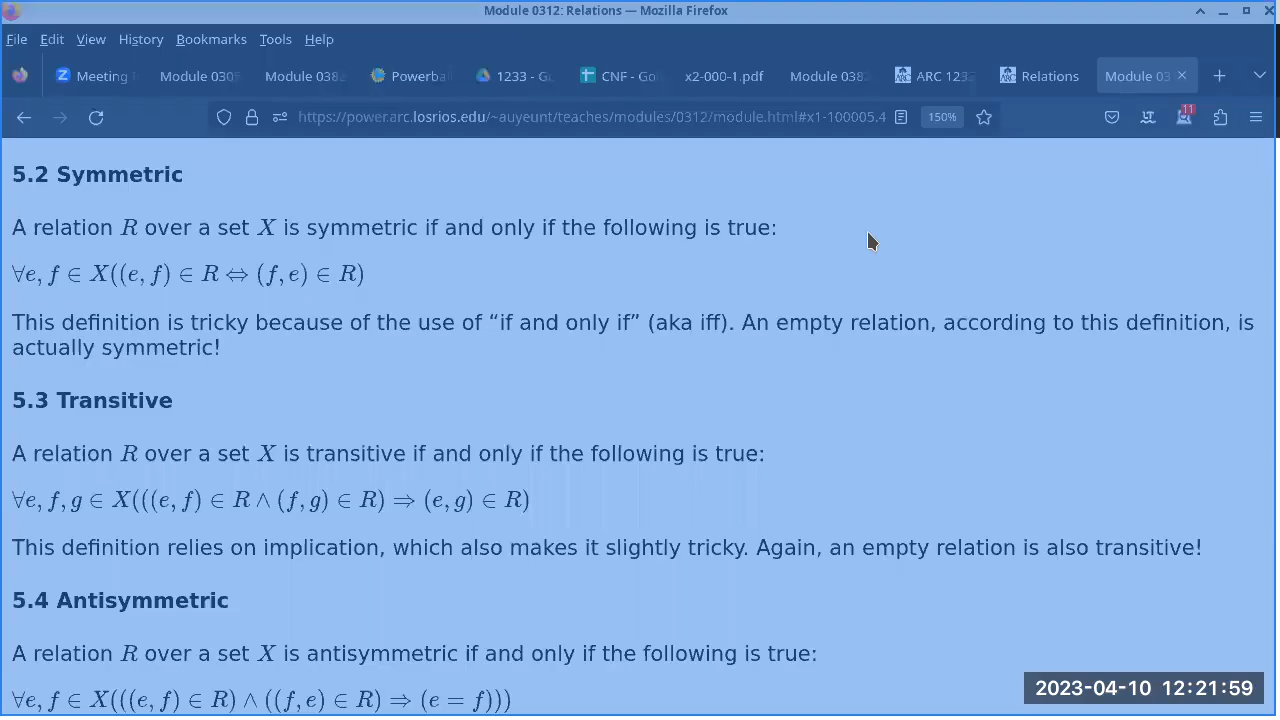 Module 0312: Relations — Mozilla Firefox
File Edit View History Bookmarks Tools Help
Meeting Module 0305 Module 038 Powerbal 1233 - Go CNF - Goo x2-000-1.pdf Module 038 ARC 123 Relations Module 03
https://power.arc.losrios.edu/~auyeunt/teaches/modules/0312/module.html#x1-100005.4 150% 11
5.2 Symmetric
A relation R over a set X is symmetric if and only if the following is true:
∀e, f ∈ X((e, f) ∈ R ⇔ (f, e) ∈ R)
This definition is tricky because of the use of “if and only if” (aka iff). An empty relation, according to this definition, is
actually symmetric!
5.3 Transitive
A relation R over a set X is transitive if and only if the following is true:
∀e, f, g ∈ X(((e, f) ∈ R ∧ (f, g) ∈ R) ⇒ (e, g) ∈ R)
This definition relies on implication, which also makes it slightly tricky. Again, an empty relation is also transitive!
5.4 Antisymmetric
A relation R over a set X is antisymmetric if and only if the following is true:
∀e, f ∈ X(((e, f) ∈ R) ∧ ((f, e) ∈ R) ⇒ (e = f)))
2023-04-10 12:21:59